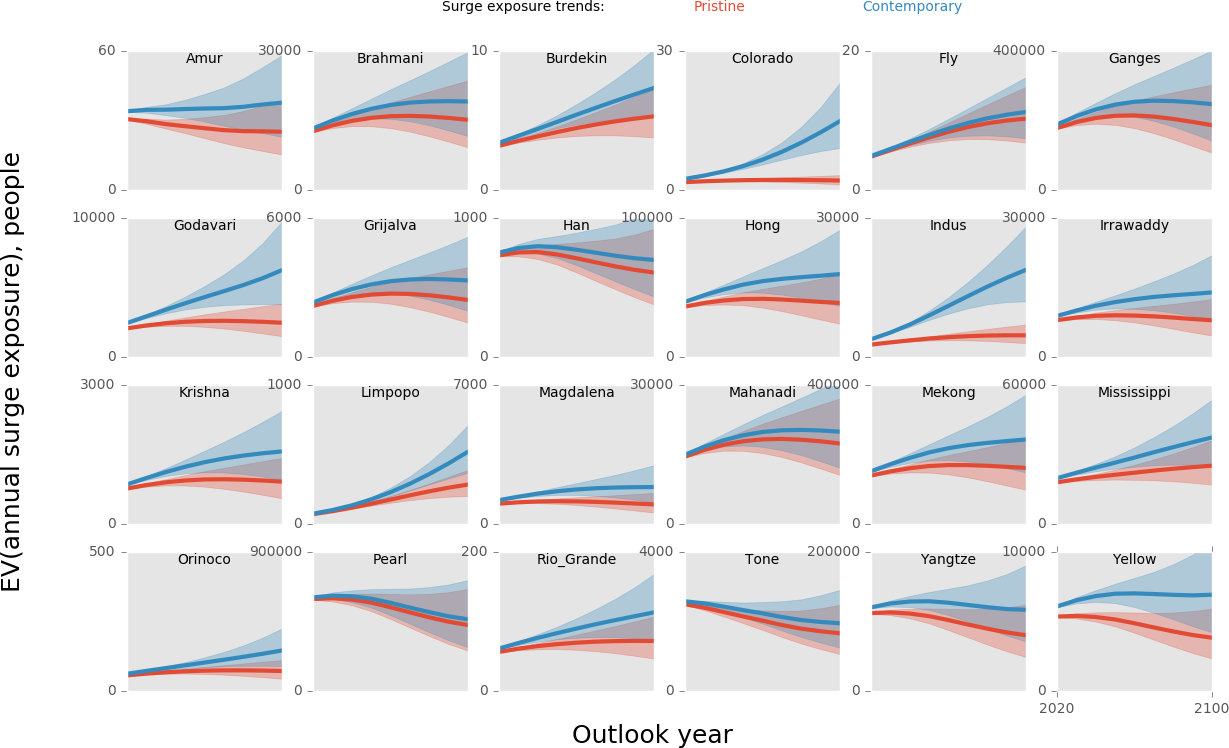 Surge exposure trends: Pristine Contemporary
60 30000 10 30 20 400000
Amur Brahmani Burdekin Colorado Fly Ganges
0 0 0 0 0 0
10000 6000 1000 100000 30000 30000
Godavari Grijalva Han Hong Indus Irrawaddy
0 0 0 0 0 0
3000 1000 7000 30000 400000 60000
Krishna Limpopo Magdalena Mahanadi Mekong Mississippi
0 0 0 0 0 0
500 900000 200 4000 200000 10000
Orinoco Pearl Rio_Grande Tone Yangtze Yellow
0 0 0 0 0 0
2020 2100
EV(annual surge exposure), people
Outlook year